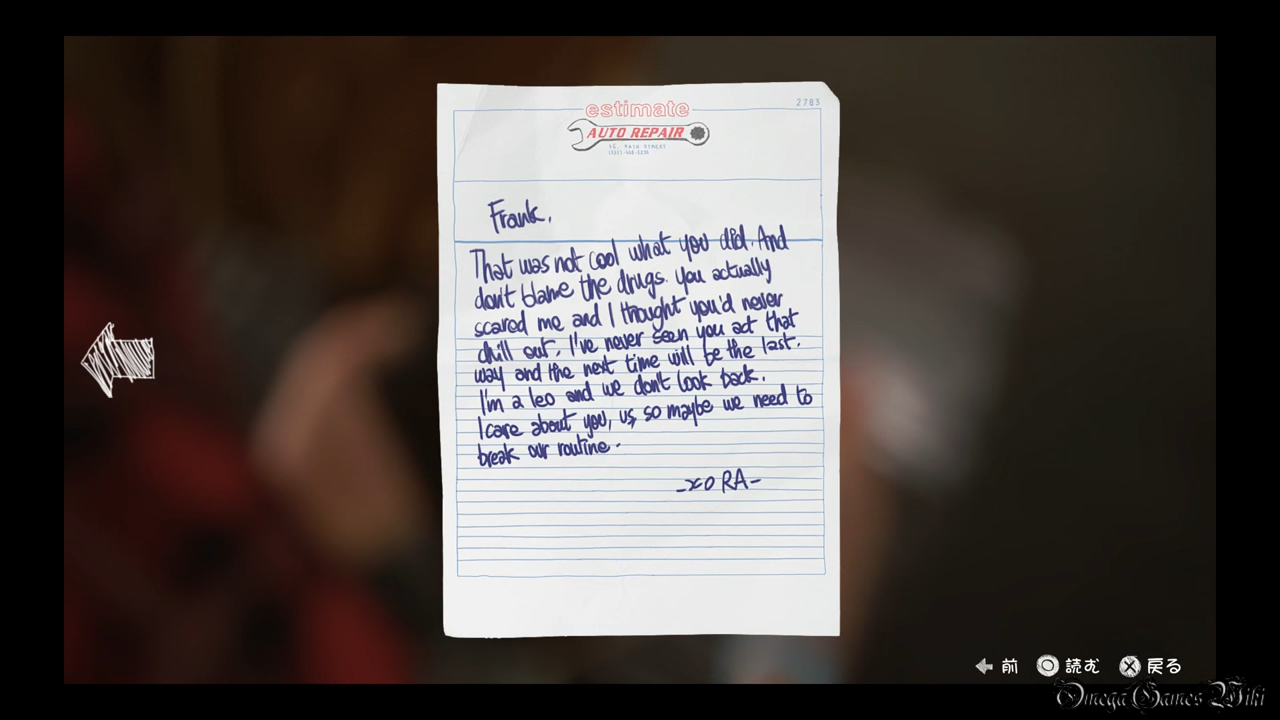 estimate
2783
AUTO REPAIR
Frank,
That was not cool what you did. And
don't blame the drugs. You actually
scared me and I thought you'd never
chill out. I've never seen you act that
way and the next time will be the last.
I'm a leo and we don't look back.
I care about you, us, so maybe we need to
break our routine.
-xo RA-
前 読む 戻る
Omega Games Wiki